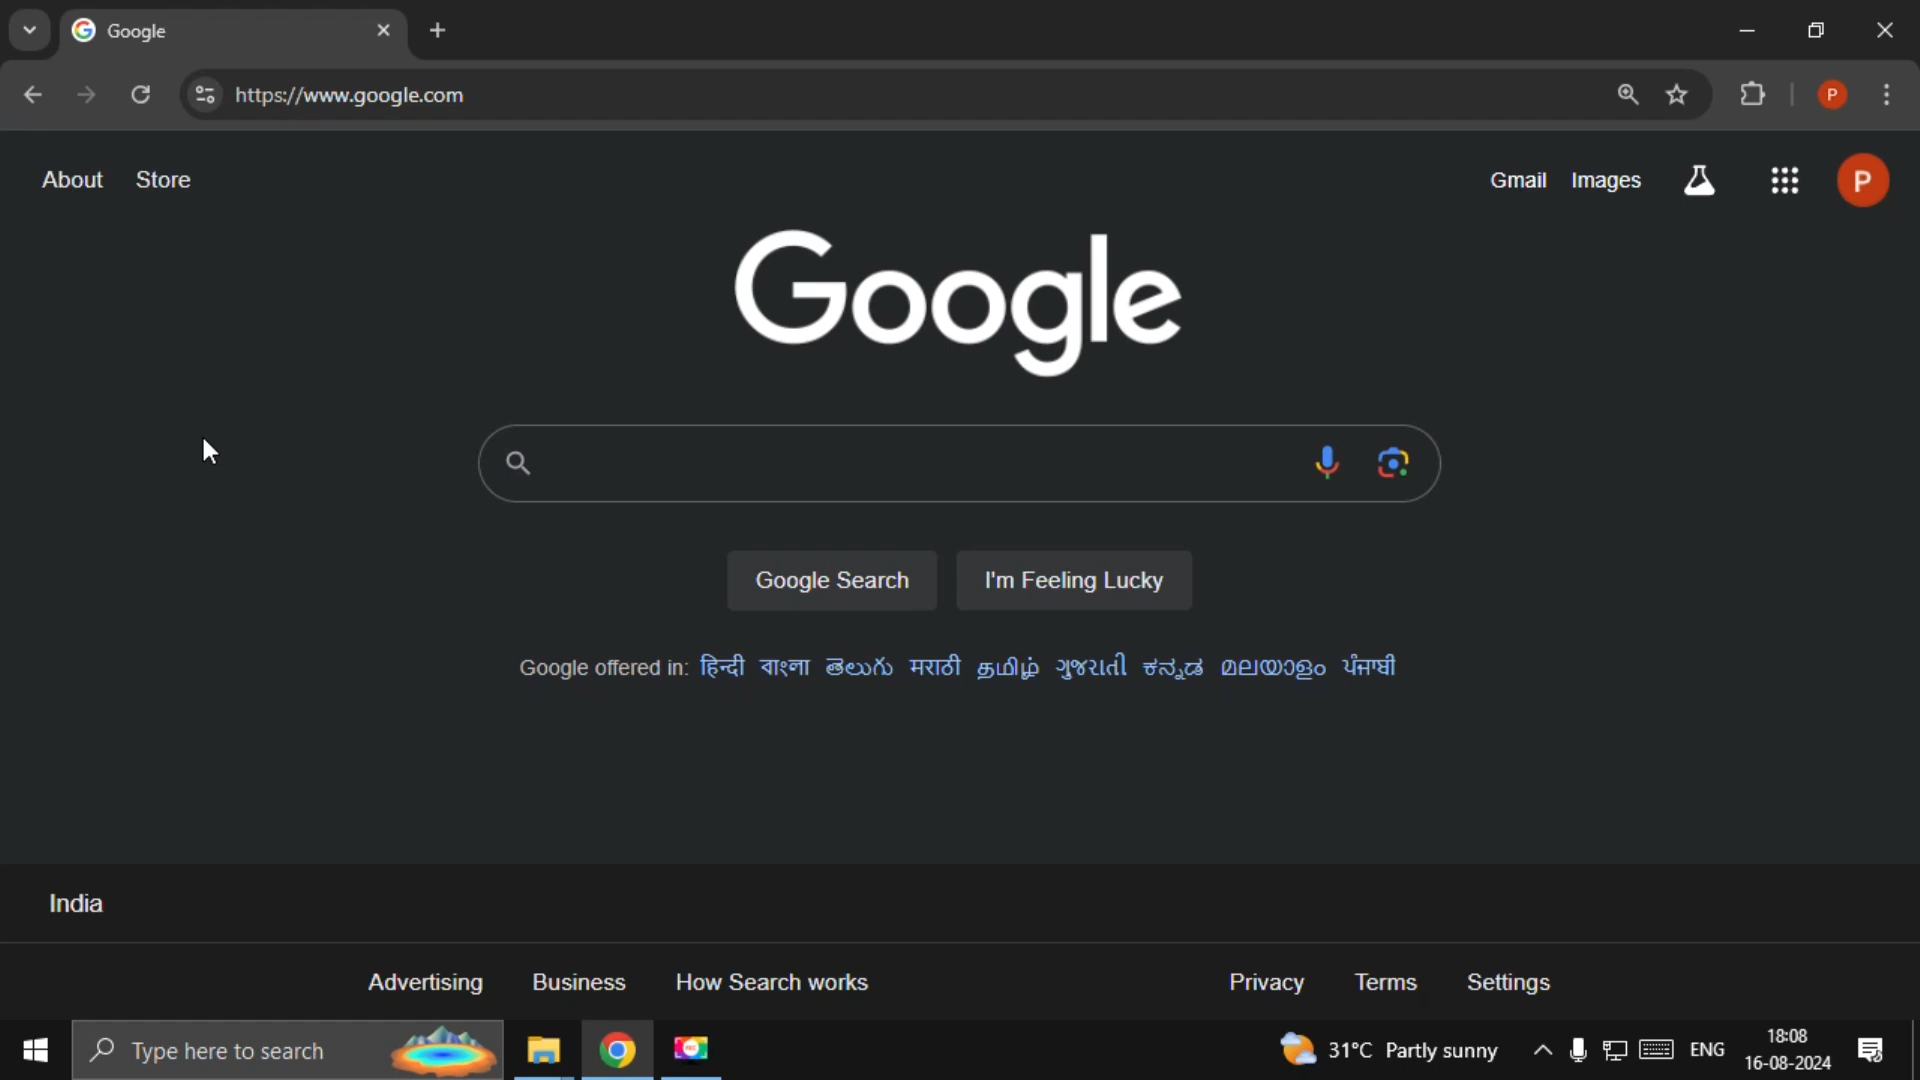 Google
https://www.google.com
P
About Store Gmail Images P
Google
Google Search I'm Feeling Lucky
Google offered in: हिन्दी বাংলা తెలుగు मराठी தமிழ் ગુજરાતી ಕನ್ನಡ മലയാളം ਪੰਜਾਬੀ
India
Advertising Business How Search works Privacy Terms Settings
Type here to search 31°C Partly sunny ENG 18:08
16-08-2024